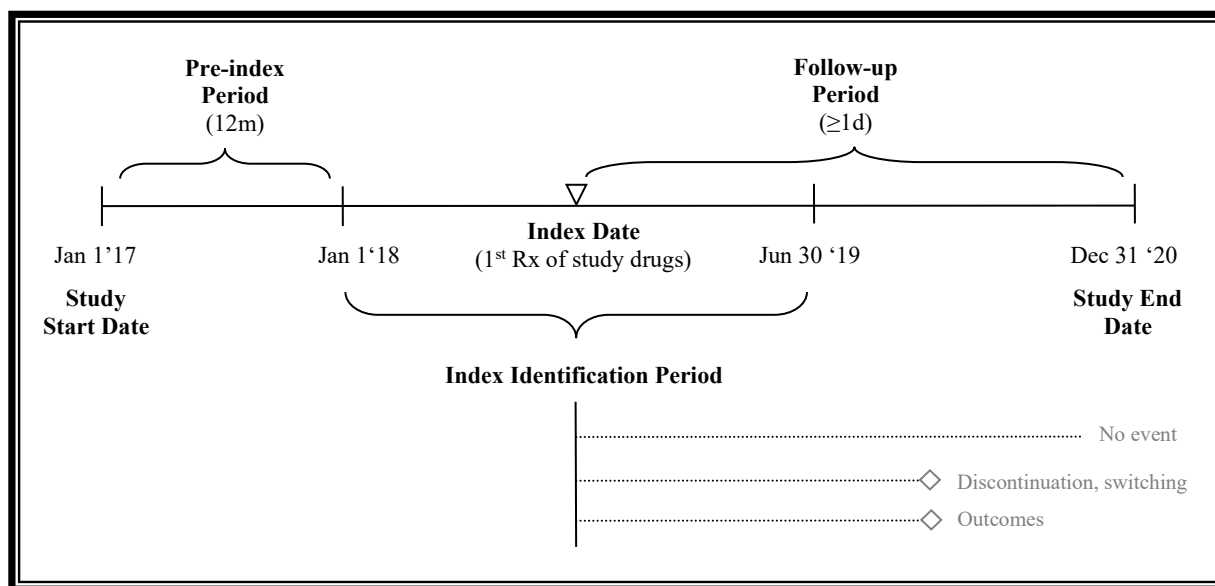 Pre-index
Period
(12m)
Follow-up
Period
(≥1d)
Jan 1’17
Jan 1‘18
Index Date
(1st Rx of study drugs)
Jun 30 ‘19
Dec 31 ‘20
Study
Start Date
Study End
Date
Index Identification Period
No event
Discontinuation, switching
Outcomes